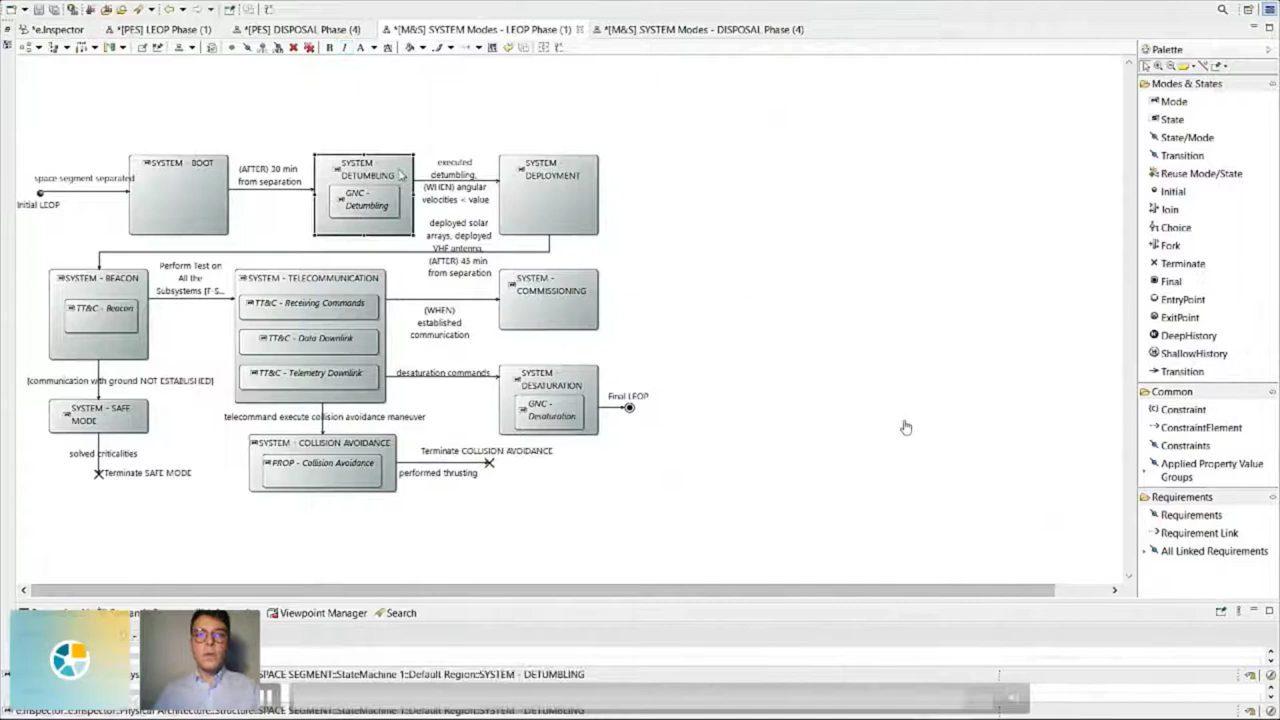 *e.Inspector
*[PES] LEOP Phase (1)
*[PES] DISPOSAL Phase (4)
*[M&S] SYSTEM Modes - LEOP Phase (1)
*[M&S] SYSTEM Modes - DISPOSAL Phase (4)
Palette
Modes & States
Mode
State
State/Mode
Transition
Reuse Mode/State
Initial
Join
Choice
Fork
Terminate
Final
EntryPoint
ExitPoint
DeepHistory
ShallowHistory
Transition
Common
Constraint
ConstraintElement
Constraints
Applied Property Value
Groups
Requirements
Requirements
Requirement Link
All Linked Requirements
space segment separated
Initial LEOP
SYSTEM - BOOT
(AFTER) 30 min
from separation
SYSTEM -
DETUMBLING
GNC -
Detumbling
executed
detumbling,
(WHEN) angular
velocities < value
SYSTEM -
DEPLOYMENT
deployed solar
arrays, deployed
VHF antenna,
(AFTER) 45 min
from separation
SYSTEM - BEACON
TT&C - Beacon
Perform Test on
All the
Subsystems [F-S...
SYSTEM - TELECOMMUNICATION
TT&C - Receiving Commands
TT&C - Data Downlink
TT&C - Telemetry Downlink
SYSTEM -
COMMISSIONING
(WHEN)
established
communication
desaturation commands
SYSTEM -
DESATURATION
GNC -
Desaturation
Final LEOP
[communication with ground NOT ESTABLISHED]
SYSTEM - SAFE
MODE
solved criticalities
Terminate SAFE MODE
telecommand execute collision avoidance maneuver
SYSTEM - COLLISION AVOIDANCE
PROP - Collision Avoidance
Terminate COLLISION AVOIDANCE
performed thrusting
Viewpoint Manager
Search
SPACE SEGMENT::StateMachine 1::Default Region::SYSTEM - DETUMBLING